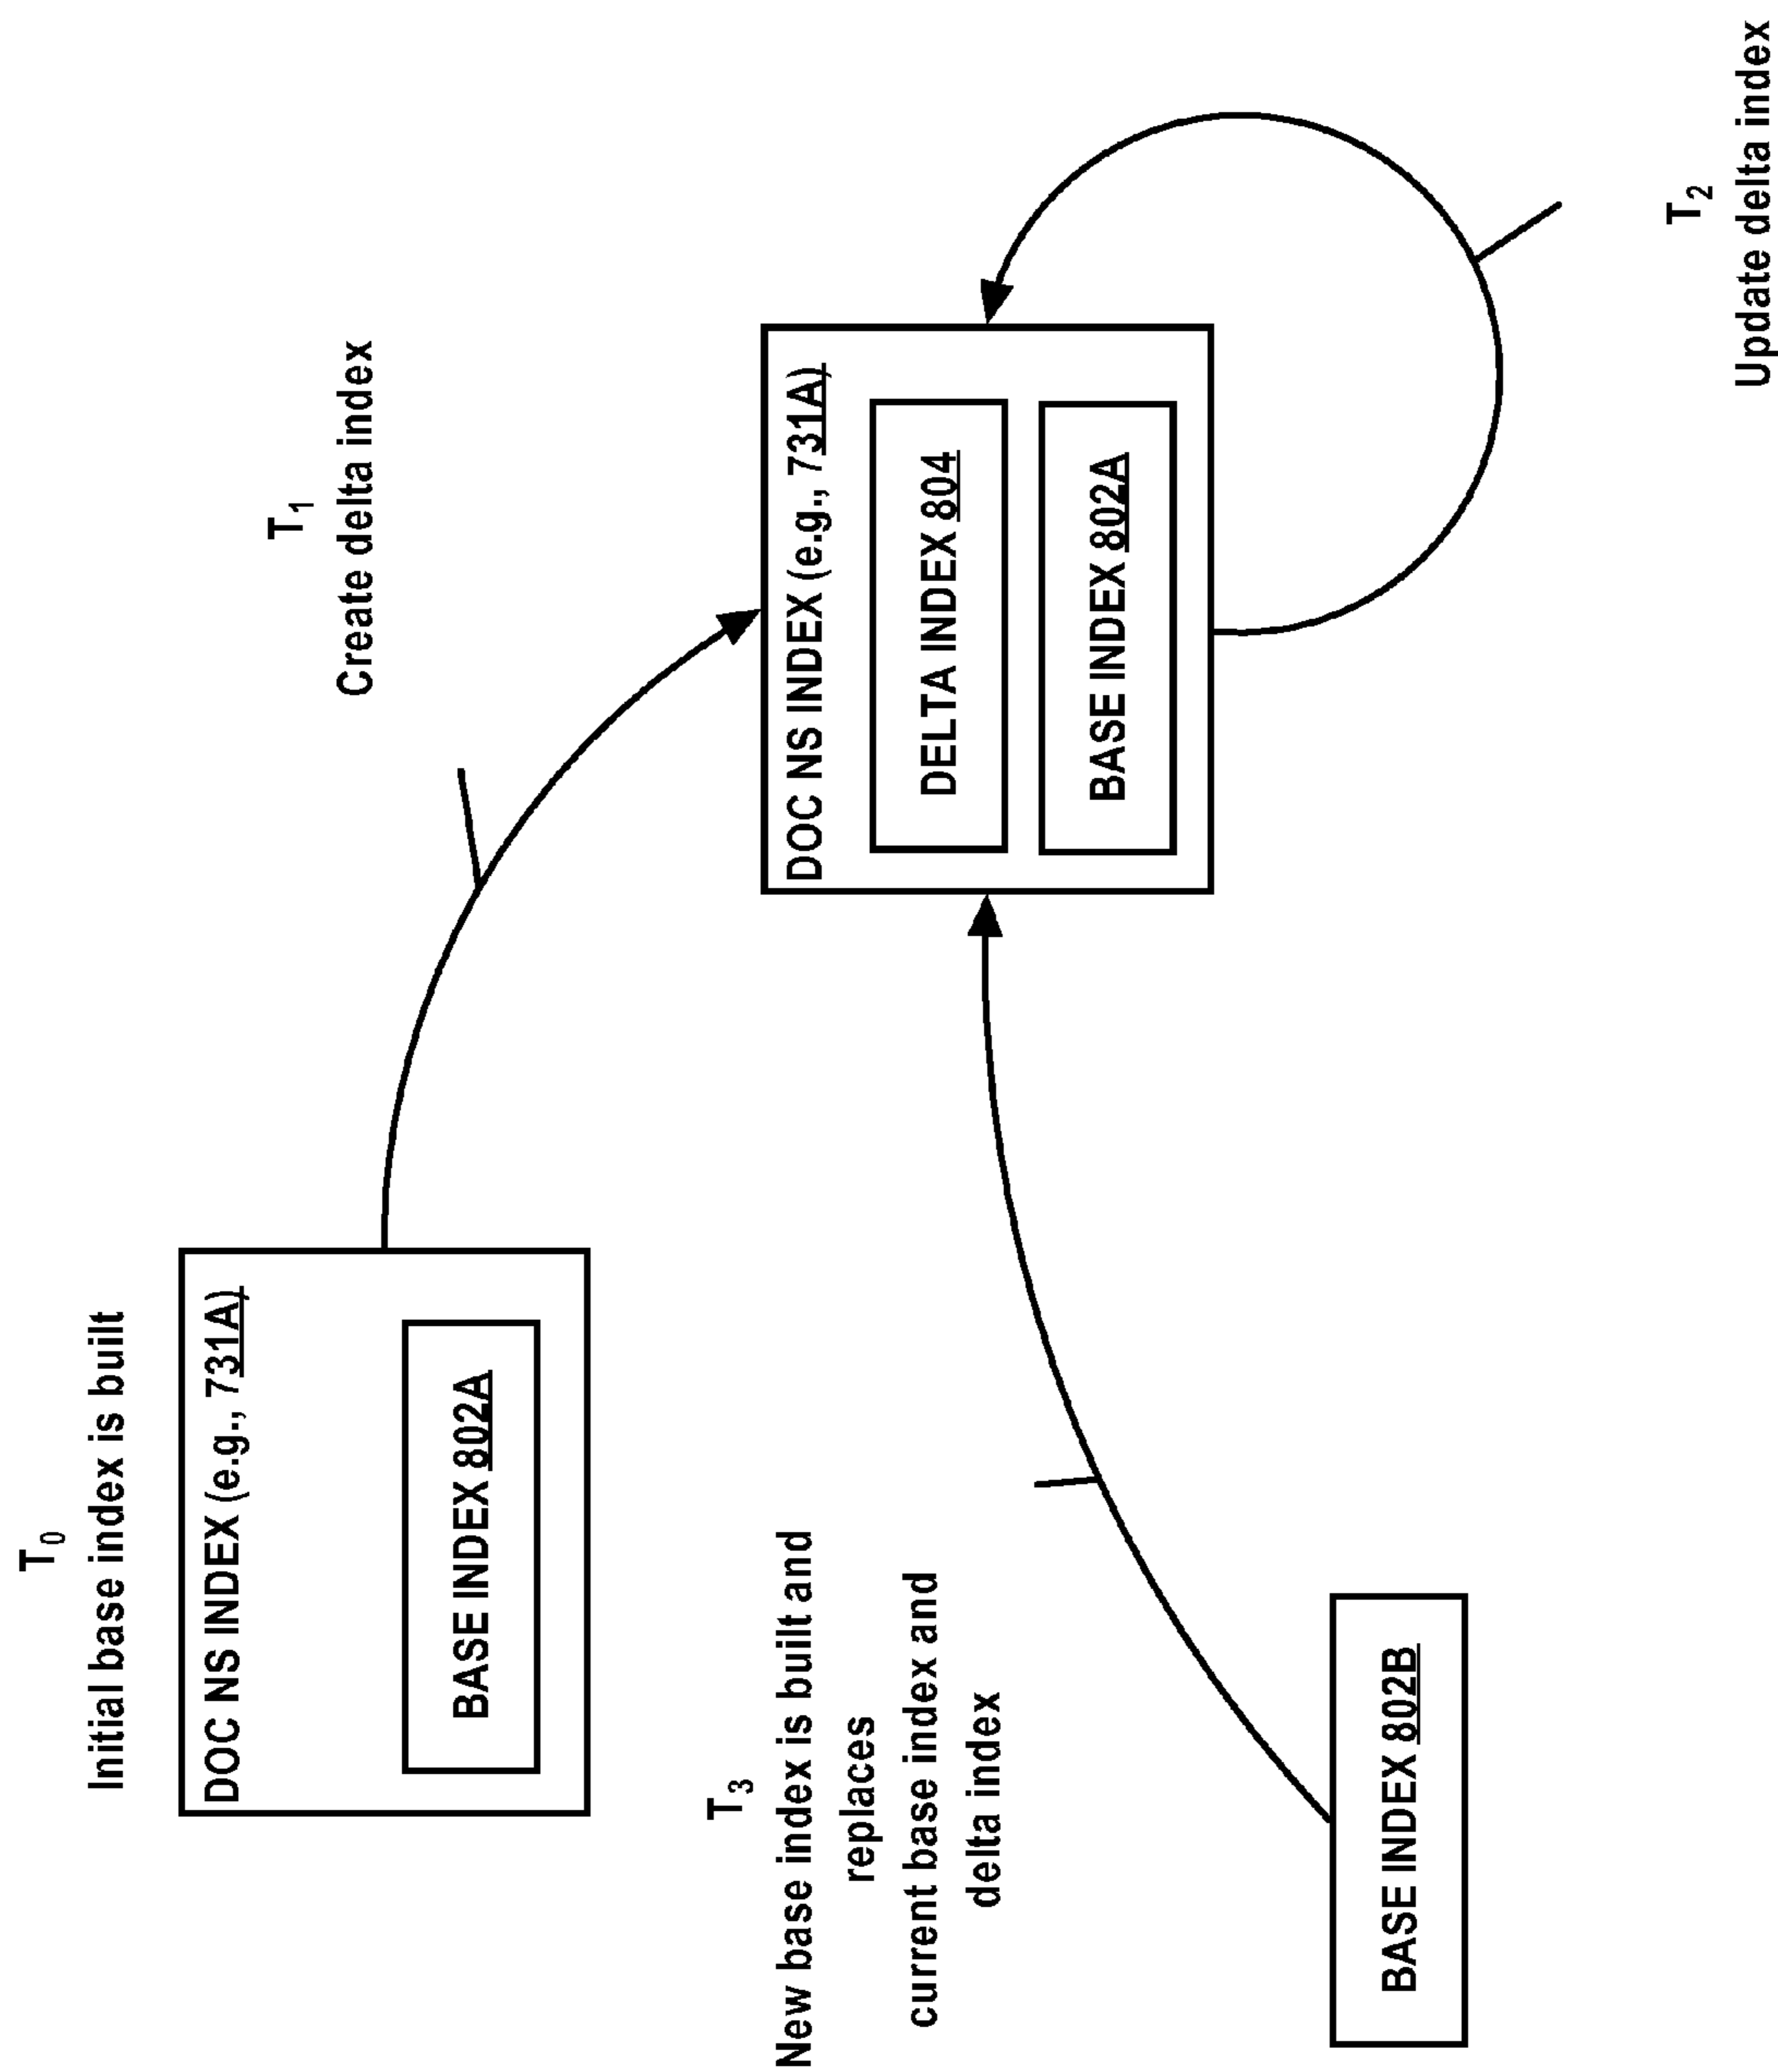 T0
Initial base index is built
DOC NS INDEX (e.g., 731A)
BASE INDEX 802A
T1
Create delta index
DOC NS INDEX (e.g., 731A)
DELTA INDEX 804
BASE INDEX 802A
T3
New base index is built and
replaces
current base index and
delta index
BASE INDEX 802B
T2
Update delta index